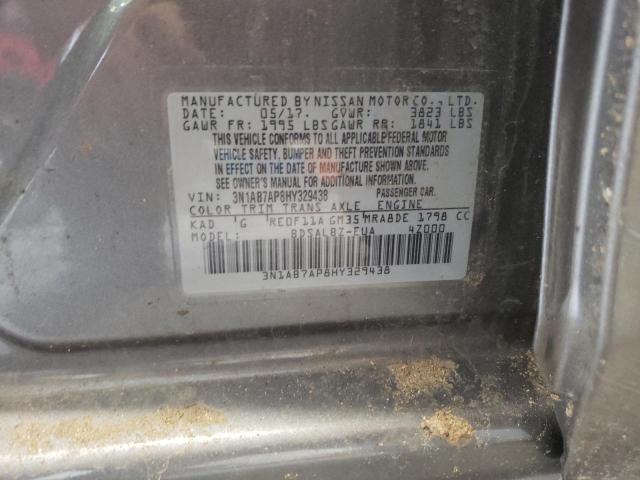 MANUFACTURED BY NISSAN MOTOR CO., LTD.
DATE: 05/17. GVWR: 3823 LBS
GAWR FR: 1995 LBS GAWR RR: 1841 LBS
THIS VEHICLE CONFORMS TO ALL APPLICABLE FEDERAL MOTOR
VEHICLE SAFETY, BUMPER AND THEFT PREVENTION STANDARDS
IN EFFECT ON THE DATE OF MANUFACTURE SHOWN ABOVE.
SEE OWNER'S MANUAL FOR ADDITIONAL INFORMATION.
VIN: 3N1AB7AP8HY329438 PASSENGER CAR.
COLOR TRIM TRANS AXLE ENGINE
KAD G RE0F11A GM35 MRA8DE 1798 CC
MODEL: BDSALBZ-EUA 4Z000
3N1AB7AP8HY329438